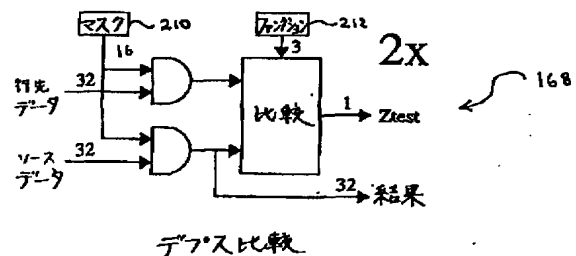 マスク 210
ファンクション 212
16
3
2x
168
行先
データ
32
比較
1
Ztest
ソース
データ
32
32
結果
デプス比較